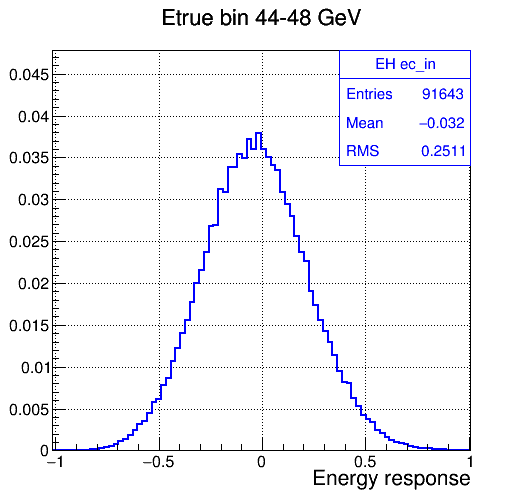 Etrue bin 44-48 GeV
EH ec_in
Entries 91643
Mean −0.032
RMS 0.2511
0.045
0.04
0.035
0.03
0.025
0.02
0.015
0.01
0.005
0
−1 −0.5 0 0.5 1
Energy response